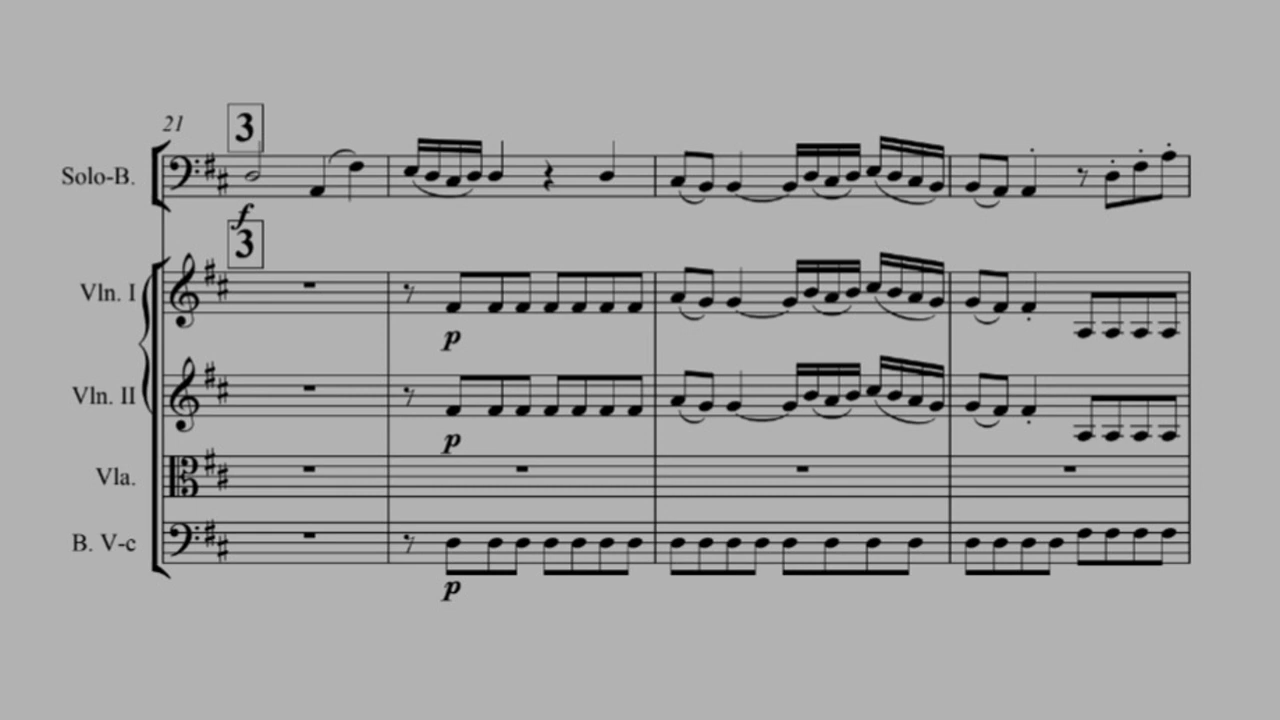 21
3
Solo-B.
f
3
Vln. I
p
Vln. II
p
Vla.
B. V-c
p